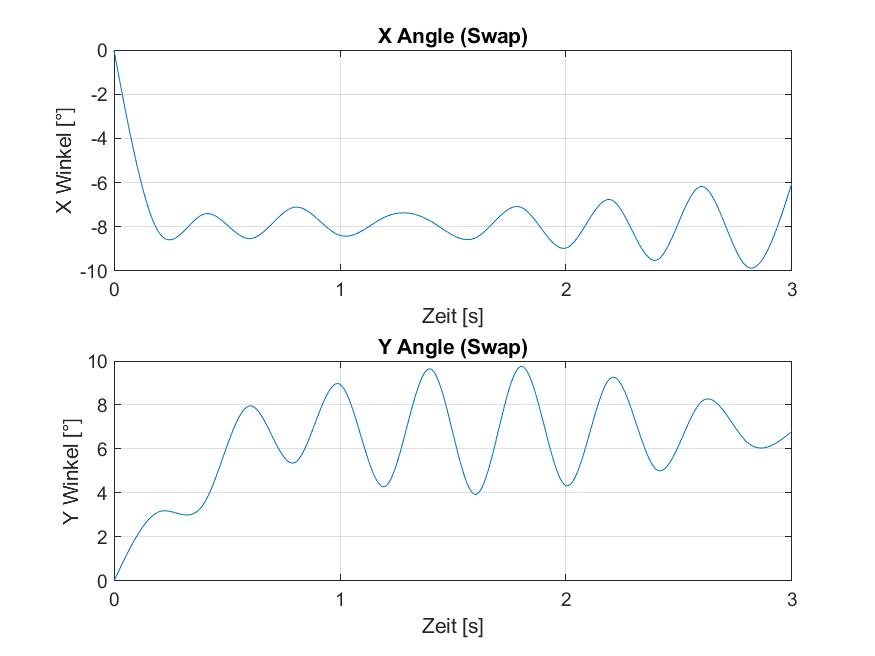 X Angle (Swap)
X Winkel [°]
0
-2
-4
-6
-8
-10
0 1 2 3
Zeit [s]
Y Angle (Swap)
Y Winkel [°]
10
8
6
4
2
0
0 1 2 3
Zeit [s]